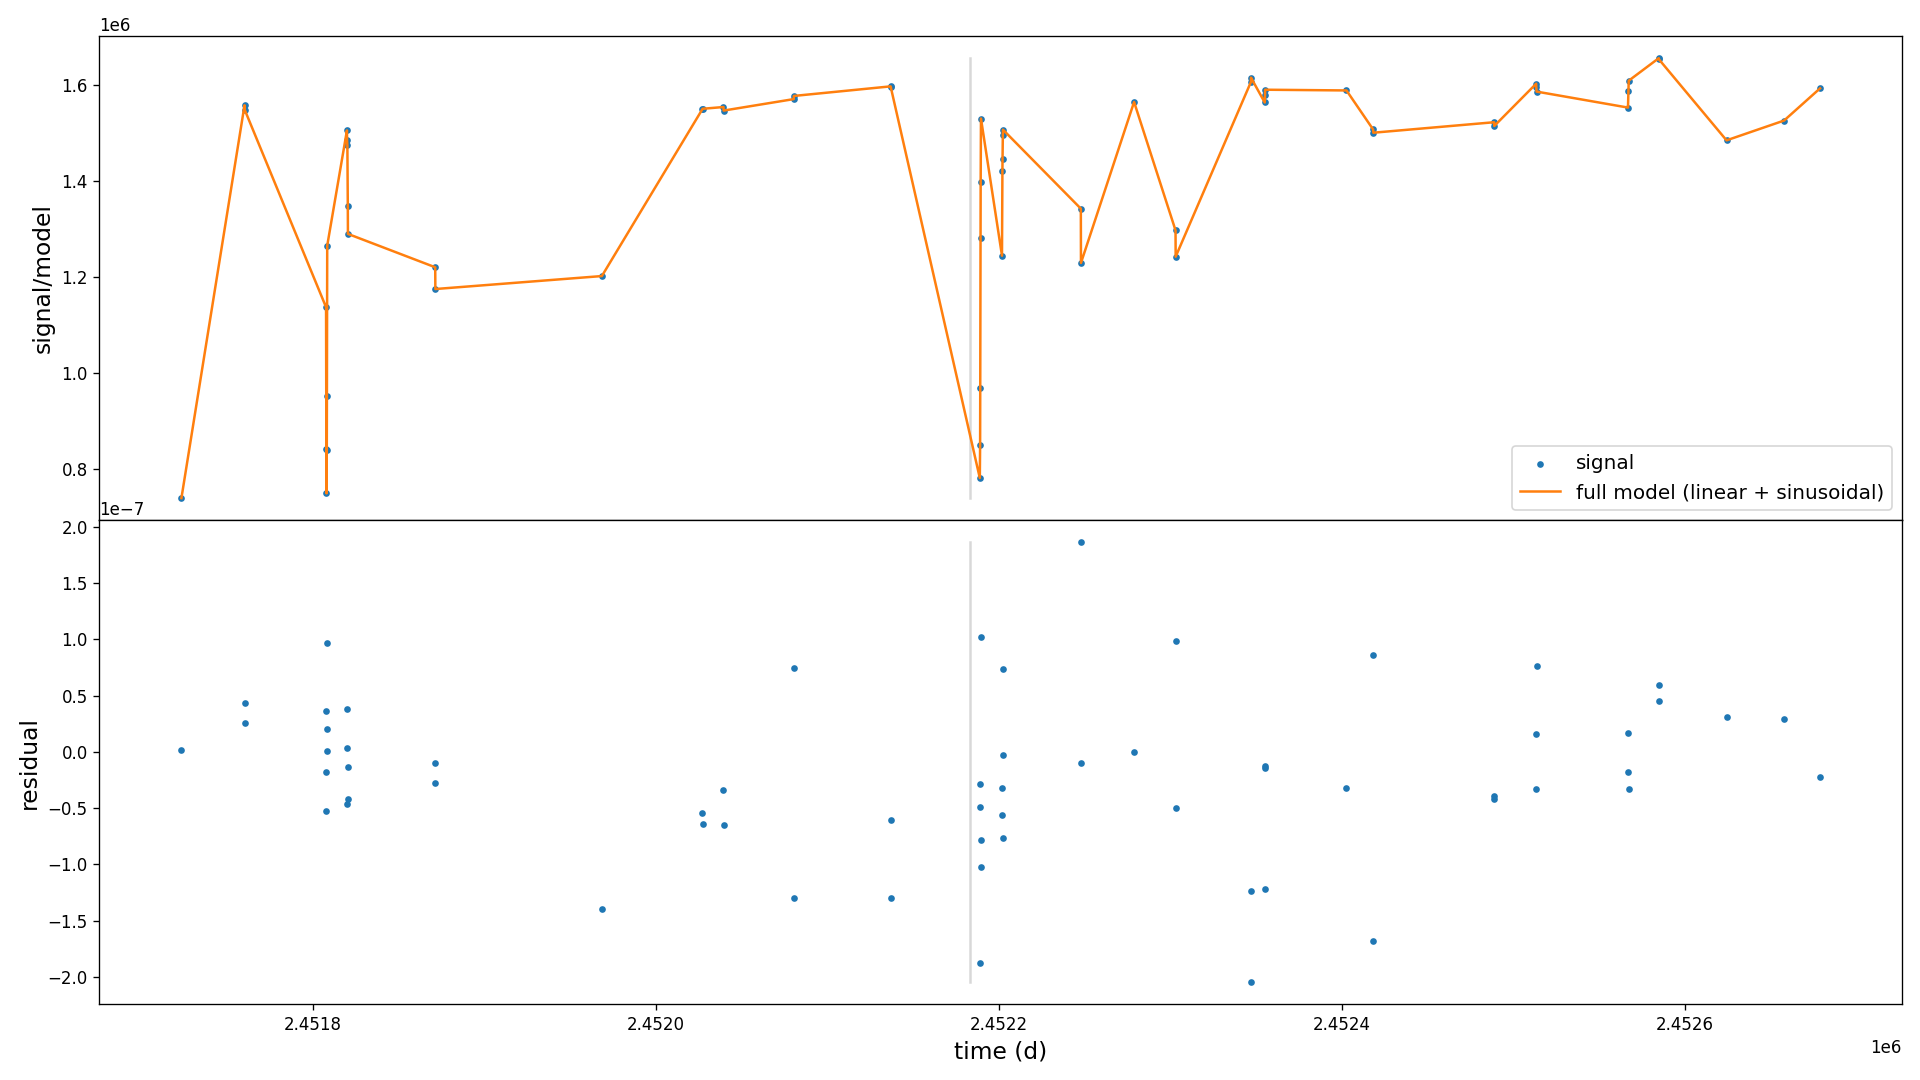 1e6
1.6
1.4
1.2
1.0
0.8
signal/model
signal
full model (linear + sinusoidal)
1e−7
2.0
1.5
1.0
0.5
0.0
−0.5
−1.0
−1.5
−2.0
residual
2.4518
2.4520
2.4522
2.4524
2.4526
1e6
time (d)